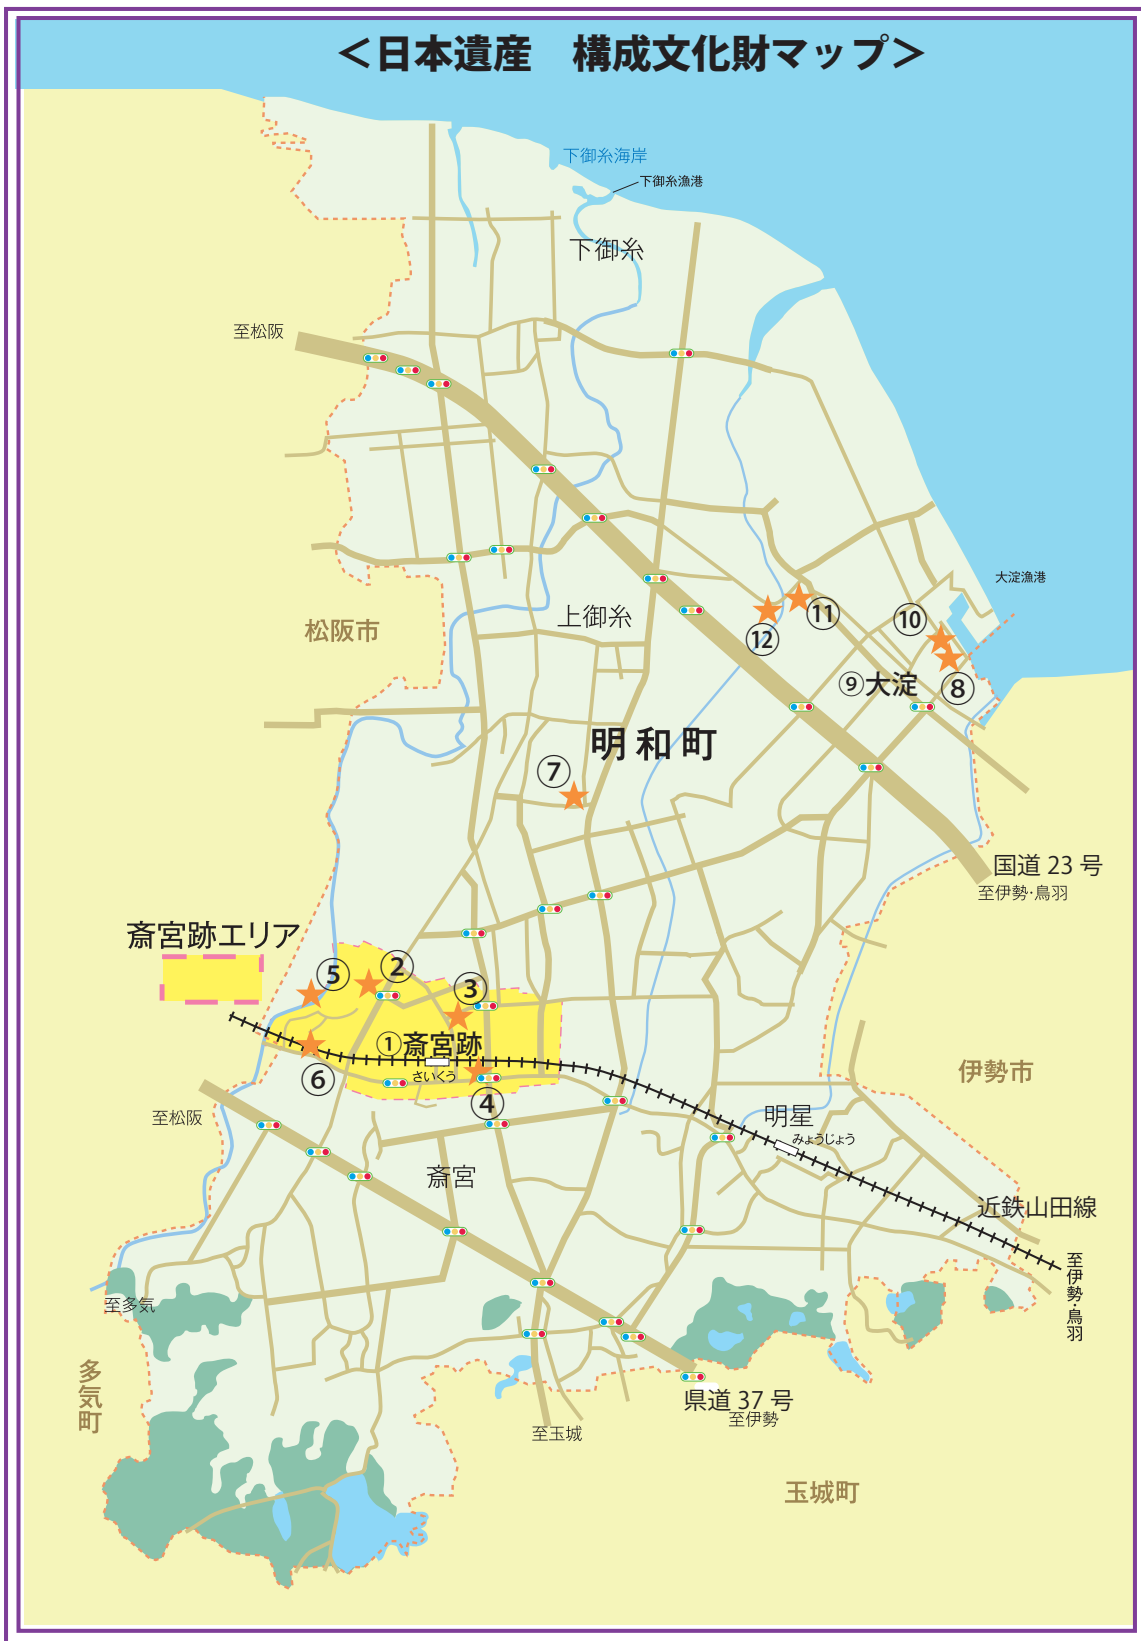 ＜日本遺産　構成文化財マップ＞
下御糸海岸
下御糸漁港
下御糸
至松阪
大淀漁港
上御糸
松阪市
⑪
⑩
⑫
⑨大淀
⑧
明和町
⑦
国道 23 号
至伊勢･鳥羽
斎宮跡エリア
⑤
②
③
①斎宮跡
さいくう
⑥
④
伊勢市
至松阪
明星
みょうじょう
斎宮
近鉄山田線
至伊勢･鳥羽
至多気
多気町
県道 37 号
至伊勢
至玉城
玉城町